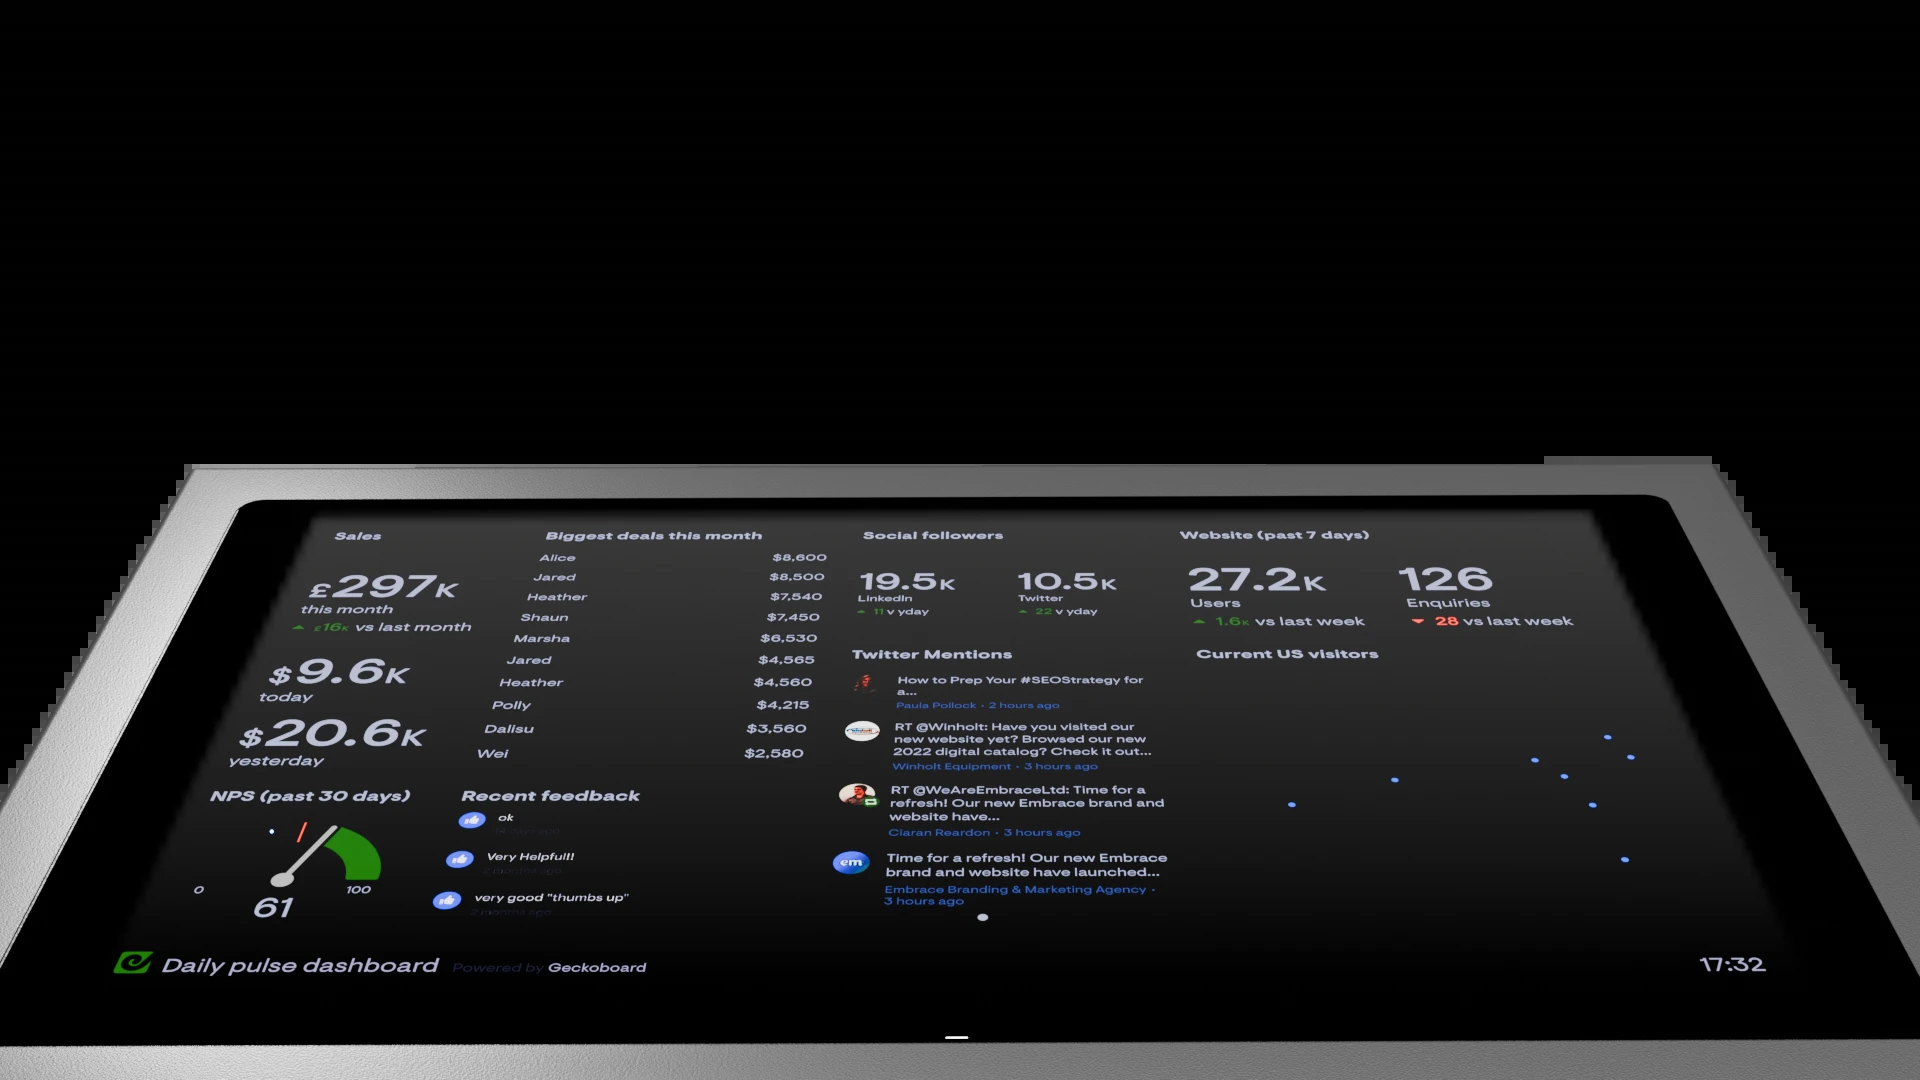 Sales
£297K
this month
£16K vs last month
$9.6K
today
$20.6K
yesterday
Biggest deals this month
Alice $8,600
Jared $8,500
Heather $7,540
Shaun $7,450
Marsha $6,530
Jared $4,565
Heather $4,560
Polly $4,215
Dalisu $3,560
Wei $2,580
NPS (past 30 days)
0
100
61
Recent feedback
ok
Very Helpful!!
2 months ago
very good "thumbs up"
2 months ago
Social followers
19.5K
LinkedIn
11 v yday
10.5K
Twitter
22 v yday
Twitter Mentions
How to Prep Your #SEOStrategy for
a...
Paula Pollock · 2 hours ago
RT @Winholt: Have you visited our
new website yet? Browsed our new
2022 digital catalog? Check it out...
Winholt Equipment · 3 hours ago
RT @WeAreEmbraceLtd: Time for a
refresh! Our new Embrace brand and
website have...
Ciaran Reardon · 3 hours ago
em
Time for a refresh! Our new Embrace
brand and website have launched...
Embrace Branding & Marketing Agency ·
3 hours ago
Website (past 7 days)
27.2K
Users
1.6K vs last week
126
Enquiries
28 vs last week
Current US visitors
Daily pulse dashboard Powered by Geckoboard
17:32